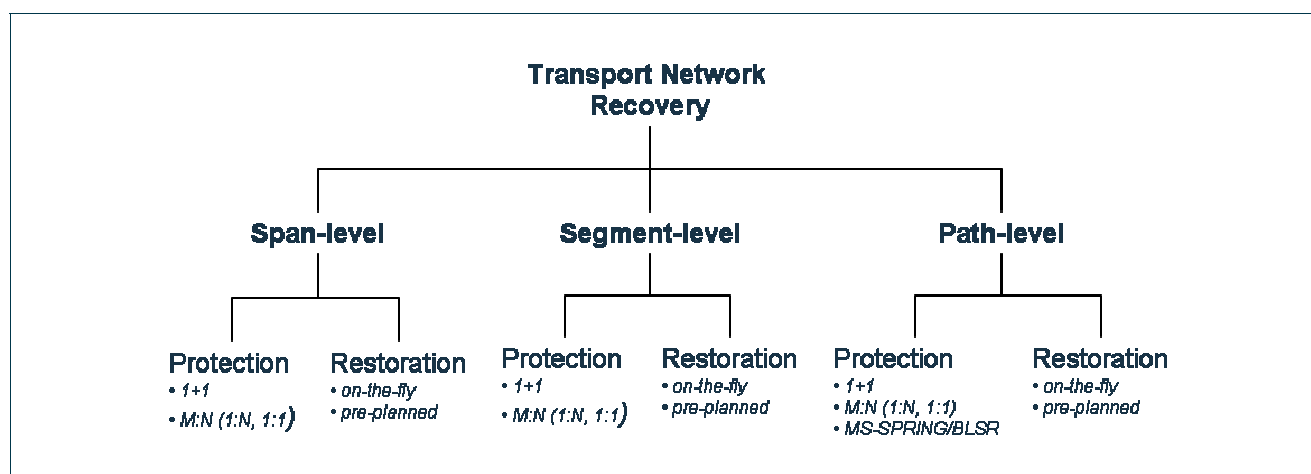 Transport Network
Recovery
Span-level
Segment-level
Path-level
Protection
• 1+1
• M:N (1:N, 1:1)
Restoration
• on-the-fly
• pre-planned
Protection
• 1+1
• M:N (1:N, 1:1)
Restoration
• on-the-fly
• pre-planned
Protection
• 1+1
• M:N (1:N, 1:1)
• MS-SPRING/BLSR
Restoration
• on-the-fly
• pre-planned